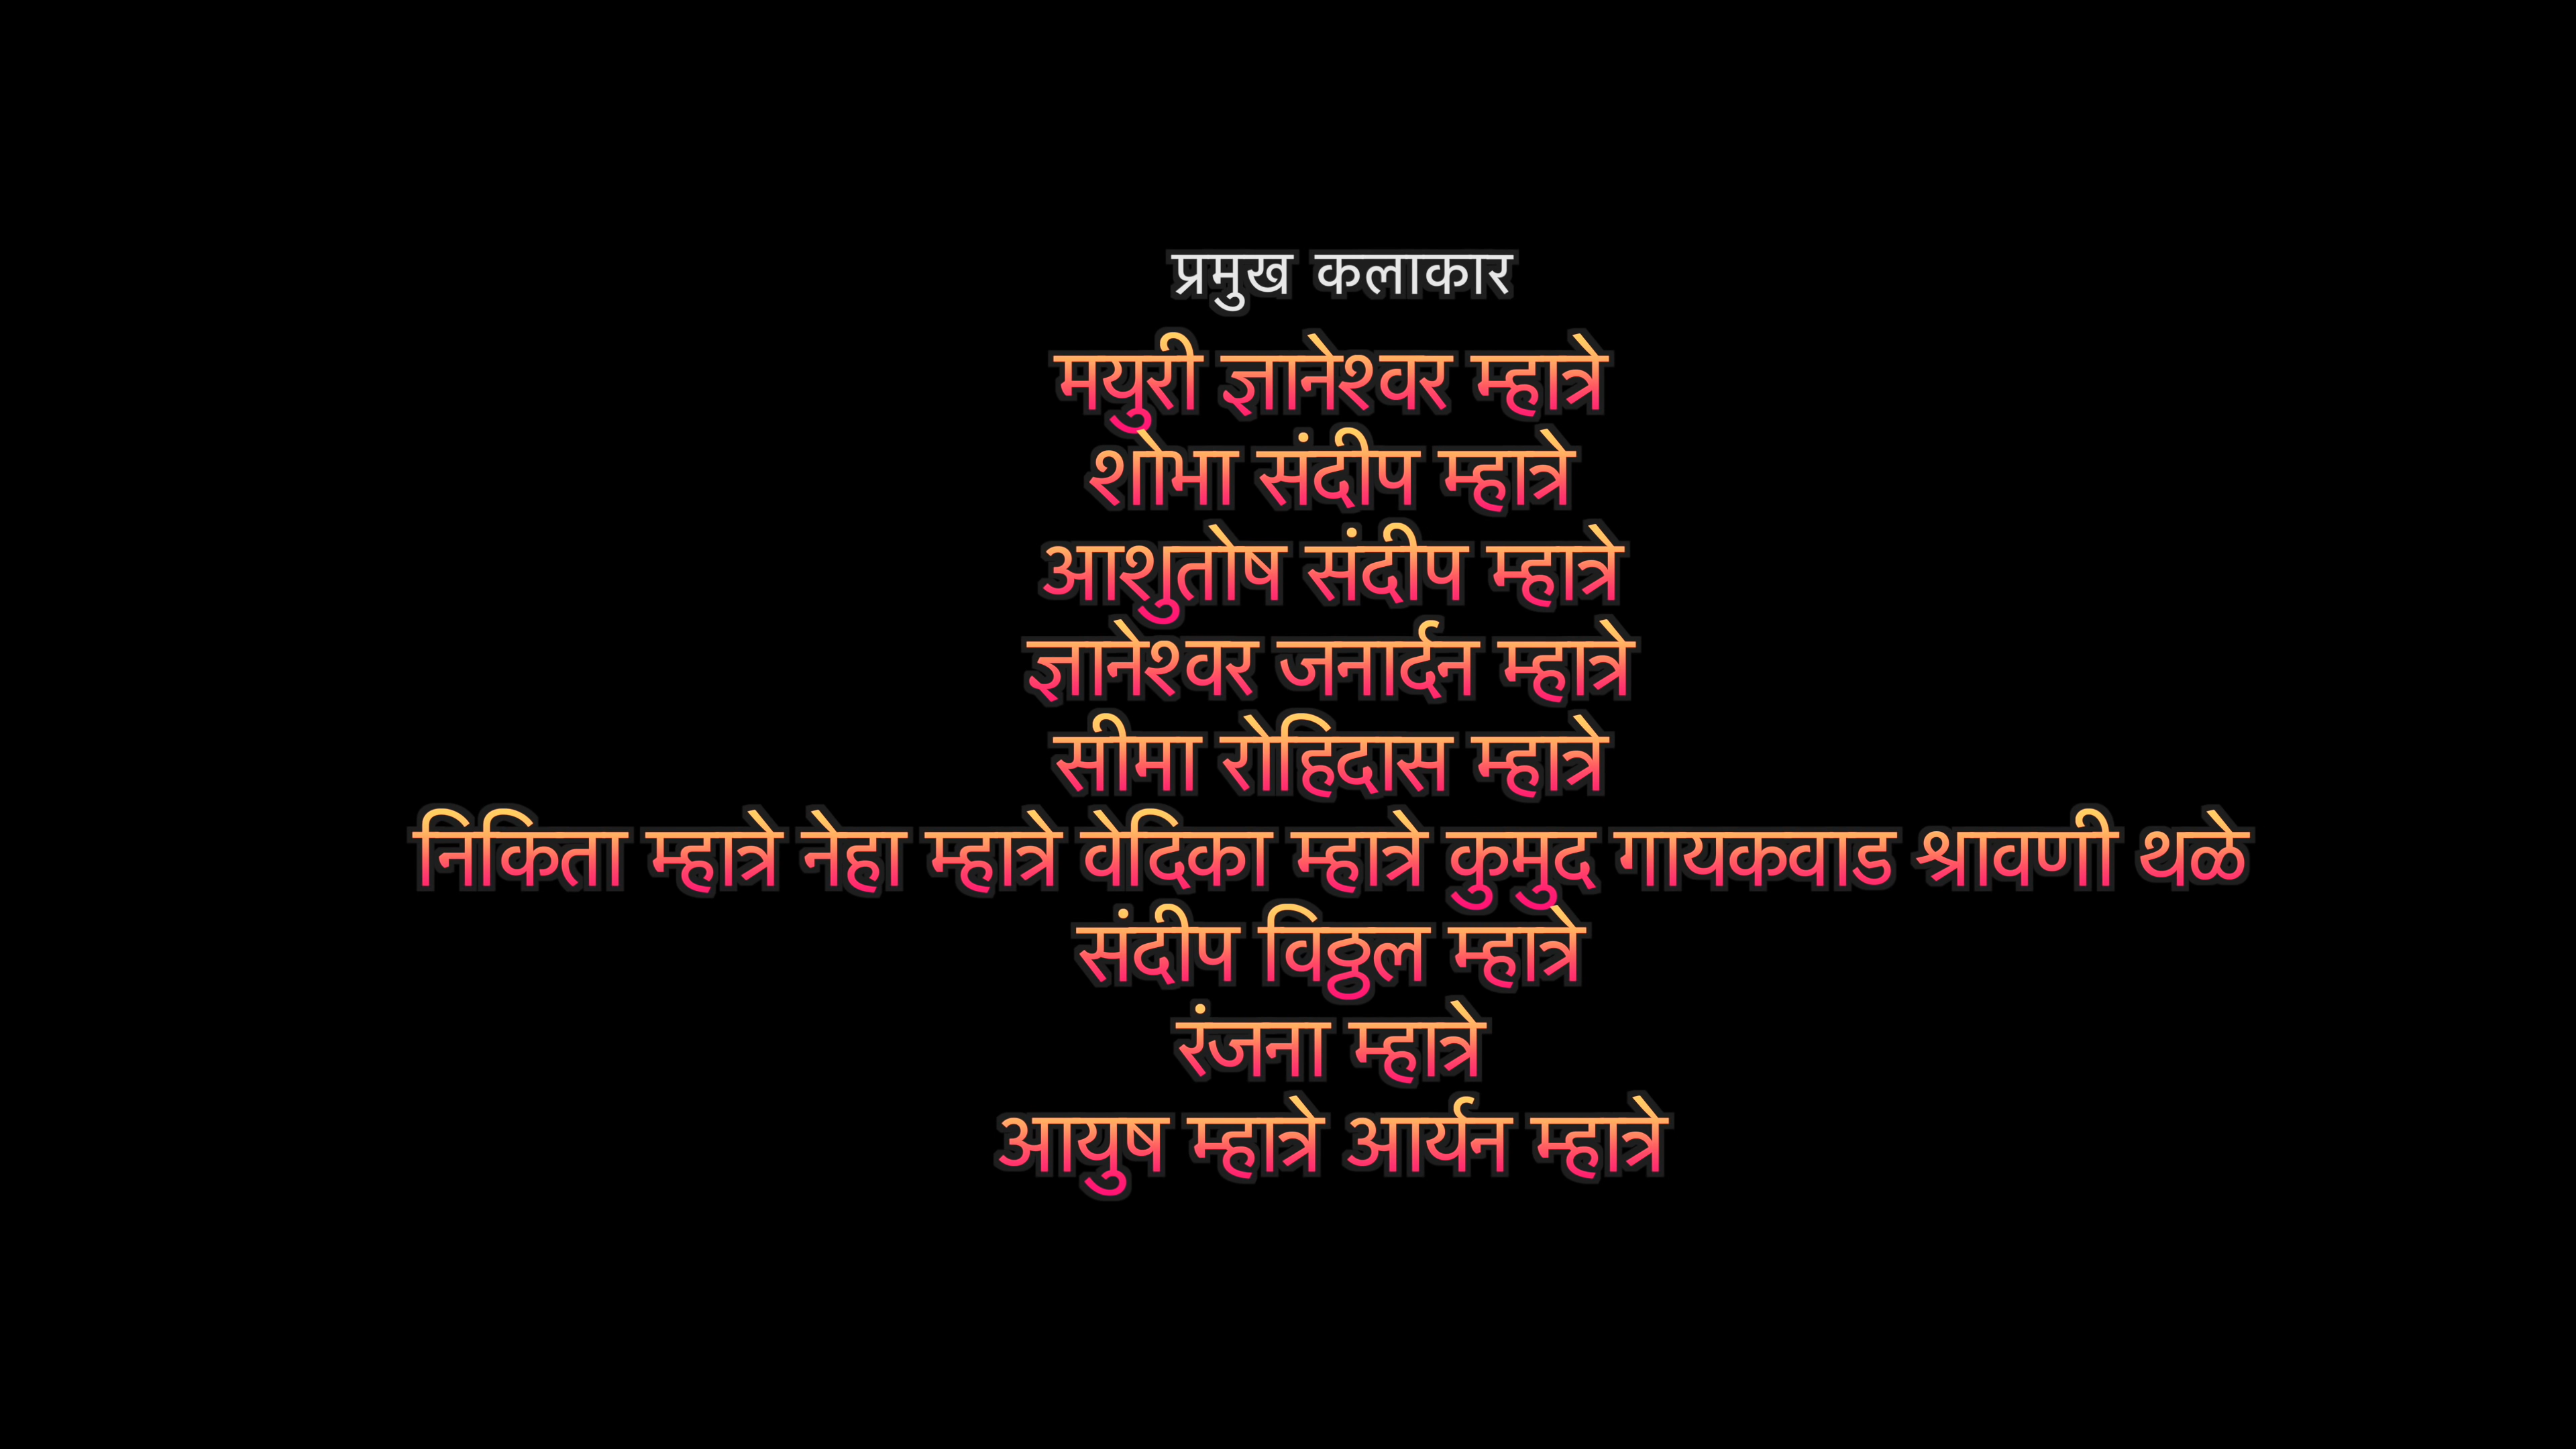 प्रमुख कलाकार
मयुरी ज्ञानेश्वर म्हात्रे
शोभा संदीप म्हात्रे
आशुतोष संदीप म्हात्रे
ज्ञानेश्वर जनार्दन म्हात्रे
सीमा रोहिदास म्हात्रे
निकिता म्हात्रे नेहा म्हात्रे वेदिका म्हात्रे कुमुद गायकवाड श्रावणी थळे
संदीप विठ्ठल म्हात्रे
रंजना म्हात्रे
आयुष म्हात्रे आर्यन म्हात्रे